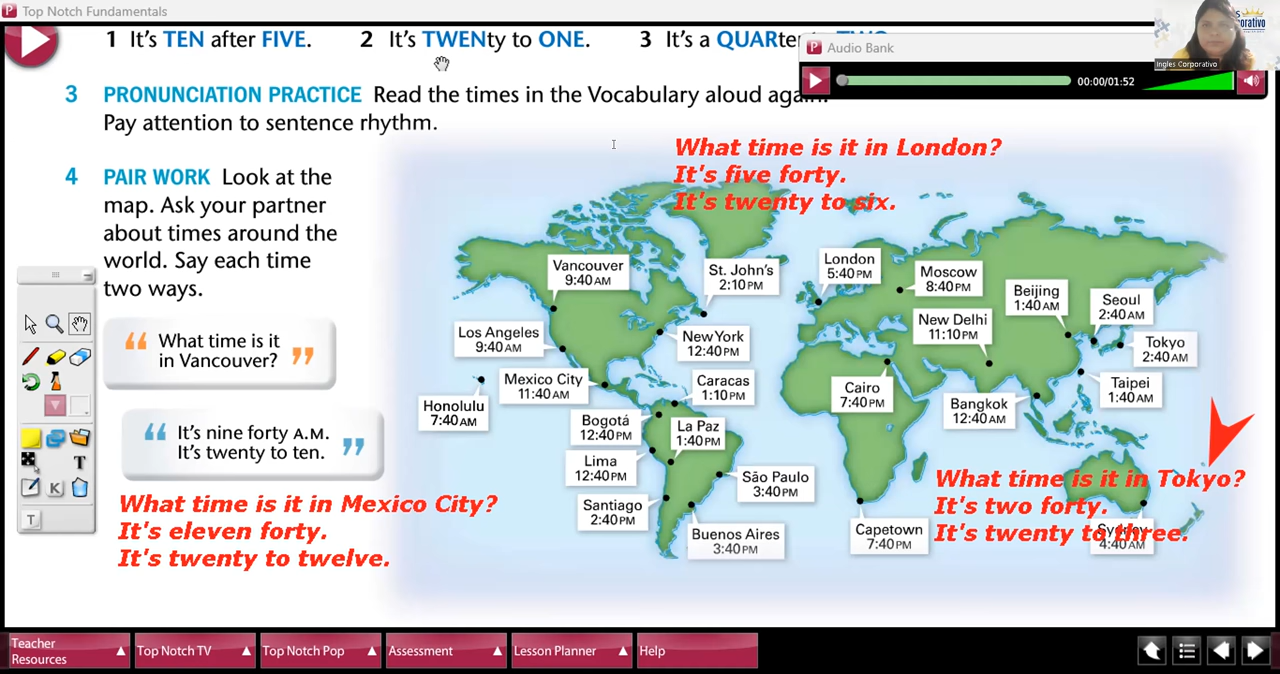 Top Notch Fundamentals
1 It's TEN after FIVE. 2 It's TWENty to ONE. 3 It's a QUARter to TWO.
Audio Bank
00:00/01:52
Ingles Corporativo
3 PRONUNCIATION PRACTICE Read the times in the Vocabulary aloud again.
Pay attention to sentence rhythm.
4 PAIR WORK Look at the
map. Ask your partner
about times around the
world. Say each time
two ways.
“ What time is it
in Vancouver? ”
“ It's nine forty A.M.
It's twenty to ten. ”
What time is it in Mexico City?
It's eleven forty.
It's twenty to twelve.
What time is it in London?
It's five forty.
It's twenty to six.
Vancouver
9:40 AM
St. John's
2:10 PM
London
5:40 PM
Moscow
8:40 PM
Beijing
1:40 AM
Seoul
2:40 AM
Los Angeles
9:40 AM
New York
12:40 PM
New Delhi
11:10 PM
Tokyo
2:40 AM
Mexico City
11:40 AM
Caracas
1:10 PM
Cairo
7:40 PM
Taipei
1:40 AM
Honolulu
7:40 AM
Bogotá
12:40 PM
La Paz
1:40 PM
Bangkok
12:40 AM
Lima
12:40 PM
São Paulo
3:40 PM
Santiago
2:40 PM
Buenos Aires
3:40 PM
Capetown
7:40 PM
Sydney
4:40 AM
What time is it in Tokyo?
It's two forty.
It's twenty to three.
T
K
T
Teacher
Resources
Top Notch TV
Top Notch Pop
Assessment
Lesson Planner
Help